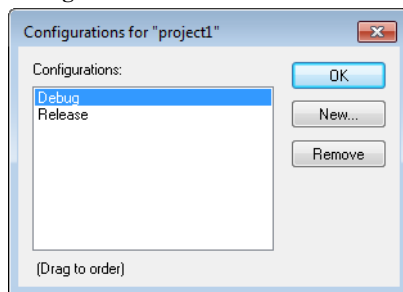 Configurations for "project1"
Configurations:
OK
Debug
Release
New...
Remove
(Drag to order)